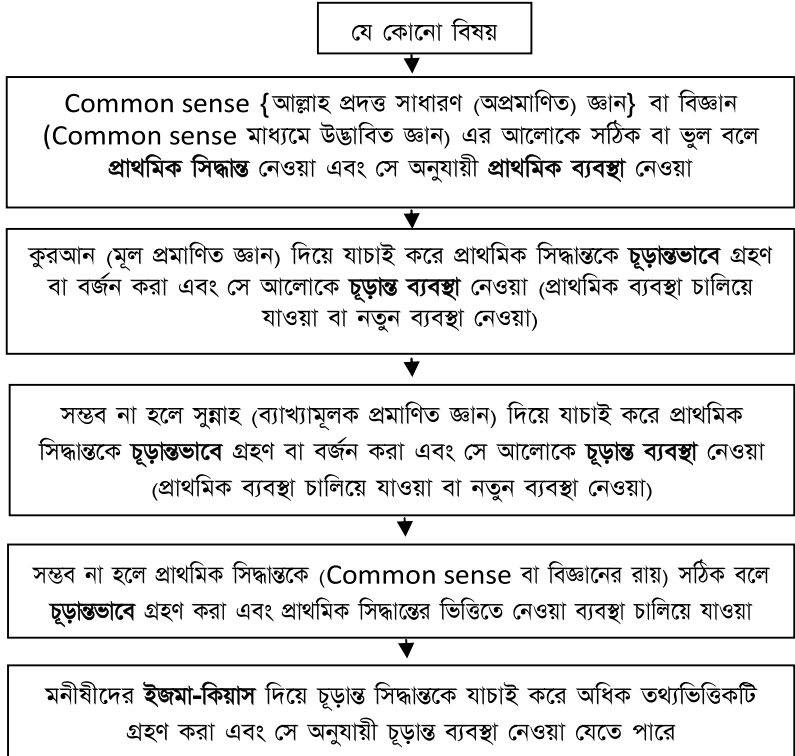 যে কোনো বিষয়
Common sense {আল্লাহ প্রদত্ত সাধারণ (অপ্রমাণিত) জ্ঞান} বা বিজ্ঞান
(Common sense মাধ্যমে উদ্ভাবিত জ্ঞান) এর আলোকে সঠিক বা ভুল বলে
প্রাথমিক সিদ্ধান্ত নেওয়া এবং সে অনুযায়ী প্রাথমিক ব্যবস্থা নেওয়া
কুরআন (মূল প্রমাণিত জ্ঞান) দিয়ে যাচাই করে প্রাথমিক সিদ্ধান্তকে চূড়ান্তভাবে গ্রহণ
বা বর্জন করা এবং সে আলোকে চূড়ান্ত ব্যবস্থা নেওয়া (প্রাথমিক ব্যবস্থা চালিয়ে
যাওয়া বা নতুন ব্যবস্থা নেওয়া)
সম্ভব না হলে সুন্নাহ (ব্যাখ্যামূলক প্রমাণিত জ্ঞান) দিয়ে যাচাই করে প্রাথমিক
সিদ্ধান্তকে চূড়ান্তভাবে গ্রহণ বা বর্জন করা এবং সে আলোকে চূড়ান্ত ব্যবস্থা নেওয়া
(প্রাথমিক ব্যবস্থা চালিয়ে যাওয়া বা নতুন ব্যবস্থা নেওয়া)
সম্ভব না হলে প্রাথমিক সিদ্ধান্তকে (Common sense বা বিজ্ঞানের রায়) সঠিক বলে
চূড়ান্তভাবে গ্রহণ করা এবং প্রাথমিক সিদ্ধান্তের ভিত্তিতে নেওয়া ব্যবস্থা চালিয়ে যাওয়া
মনীষীদের ইজমা-কিয়াস দিয়ে চূড়ান্ত সিদ্ধান্তকে যাচাই করে অধিক তথ্যভিত্তিকটি
গ্রহণ করা এবং সে অনুযায়ী চূড়ান্ত ব্যবস্থা নেওয়া যেতে পারে